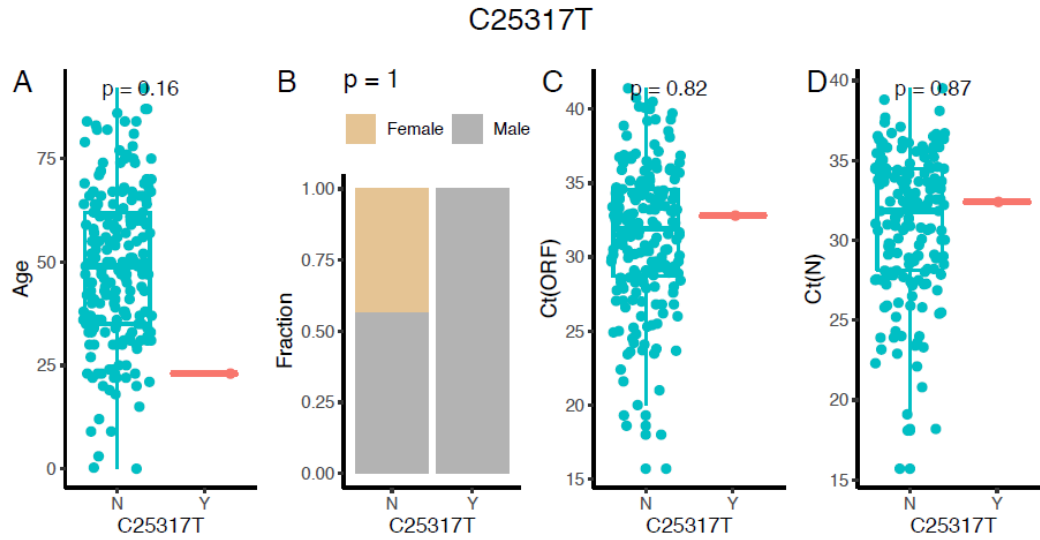 C25317T
A
p = 0.16
Age
75
50
25
0
N
Y
C25317T
B
p = 1
Female
Male
Fraction
1.00
0.75
0.50
0.25
0.00
N
Y
C25317T
C
p = 0.82
Ct(ORF)
40
35
30
25
20
15
N
Y
C25317T
D
p = 0.87
Ct(N)
40
35
30
25
20
15
N
Y
C25317T